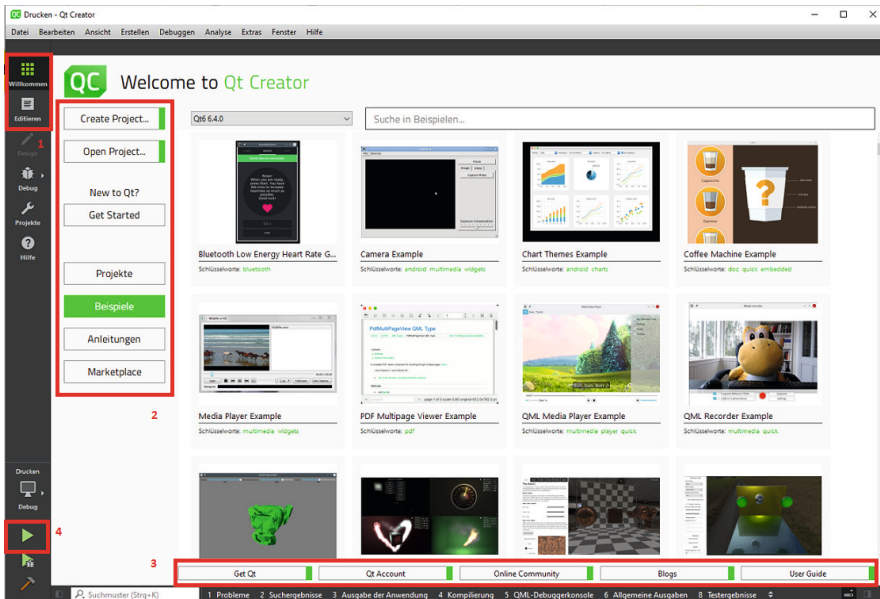 QC Drucken - Qt Creator
Datei Bearbeiten Ansicht Erstellen Debuggen Analyse Extras Fenster Hilfe
Willkommen
Editieren
1
Design
Debug
Projekte
Hilfe
QC Welcome to Qt Creator
Create Project...
Open Project...
New to Qt?
Get Started
Projekte
Beispiele
Anleitungen
Marketplace
2
Qt6 6.4.0
Suche in Beispielen...
Bluetooth Low Energy Heart Rate G...
Schlüsselworte: bluetooth
Camera Example
Schlüsselworte: android multimedia widgets
Chart Themes Example
Schlüsselworte: android charts
Coffee Machine Example
Schlüsselworte: doc quick embedded
PdfMultiPageView QML Type
Media Player Example
Schlüsselworte: multimedia widgets
PDF Multipage Viewer Example
Schlüsselworte: pdf
QML Media Player Example
Schlüsselworte: multimedia player quick
QML Recorder Example
Schlüsselworte: multimedia quick
Drucken
Debug
4
3
Get Qt
Qt Account
Online Community
Blogs
User Guide
Suchmuster (Strg+K)
1 Probleme 2 Suchergebnisse 3 Ausgabe der Anwendung 4 Kompilierung 5 QML-Debuggerkonsole 6 Allgemeine Ausgaben 8 Testergebnisse